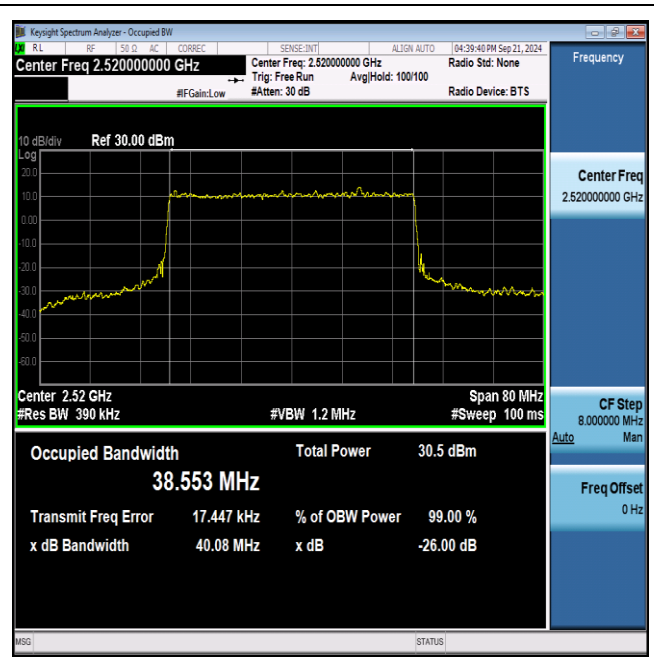 Keysight Spectrum Analyzer - Occupied BW
LXI RL RF 50 Ω AC CORREC SENSE:INT ALIGN AUTO 04:39:40 PM Sep 21, 2024
Center Freq 2.520000000 GHz Center Freq: 2.520000000 GHz Radio Std: None
Trig: Free Run Avg|Hold: 100/100
#IFGain:Low #Atten: 30 dB Radio Device: BTS
10 dB/div Ref 30.00 dBm
Log
20.0
10.0
0.00
-10.0
-20.0
-30.0
-40.0
-50.0
-60.0
Center 2.52 GHz Span 80 MHz
#Res BW 390 kHz #VBW 1.2 MHz #Sweep 100 ms
Occupied Bandwidth Total Power 30.5 dBm
38.553 MHz
Transmit Freq Error 17.447 kHz % of OBW Power 99.00 %
x dB Bandwidth 40.08 MHz x dB -26.00 dB
Frequency
Center Freq
2.520000000 GHz
CF Step
8.000000 MHz
Auto Man
Freq Offset
0 Hz
MSG STATUS